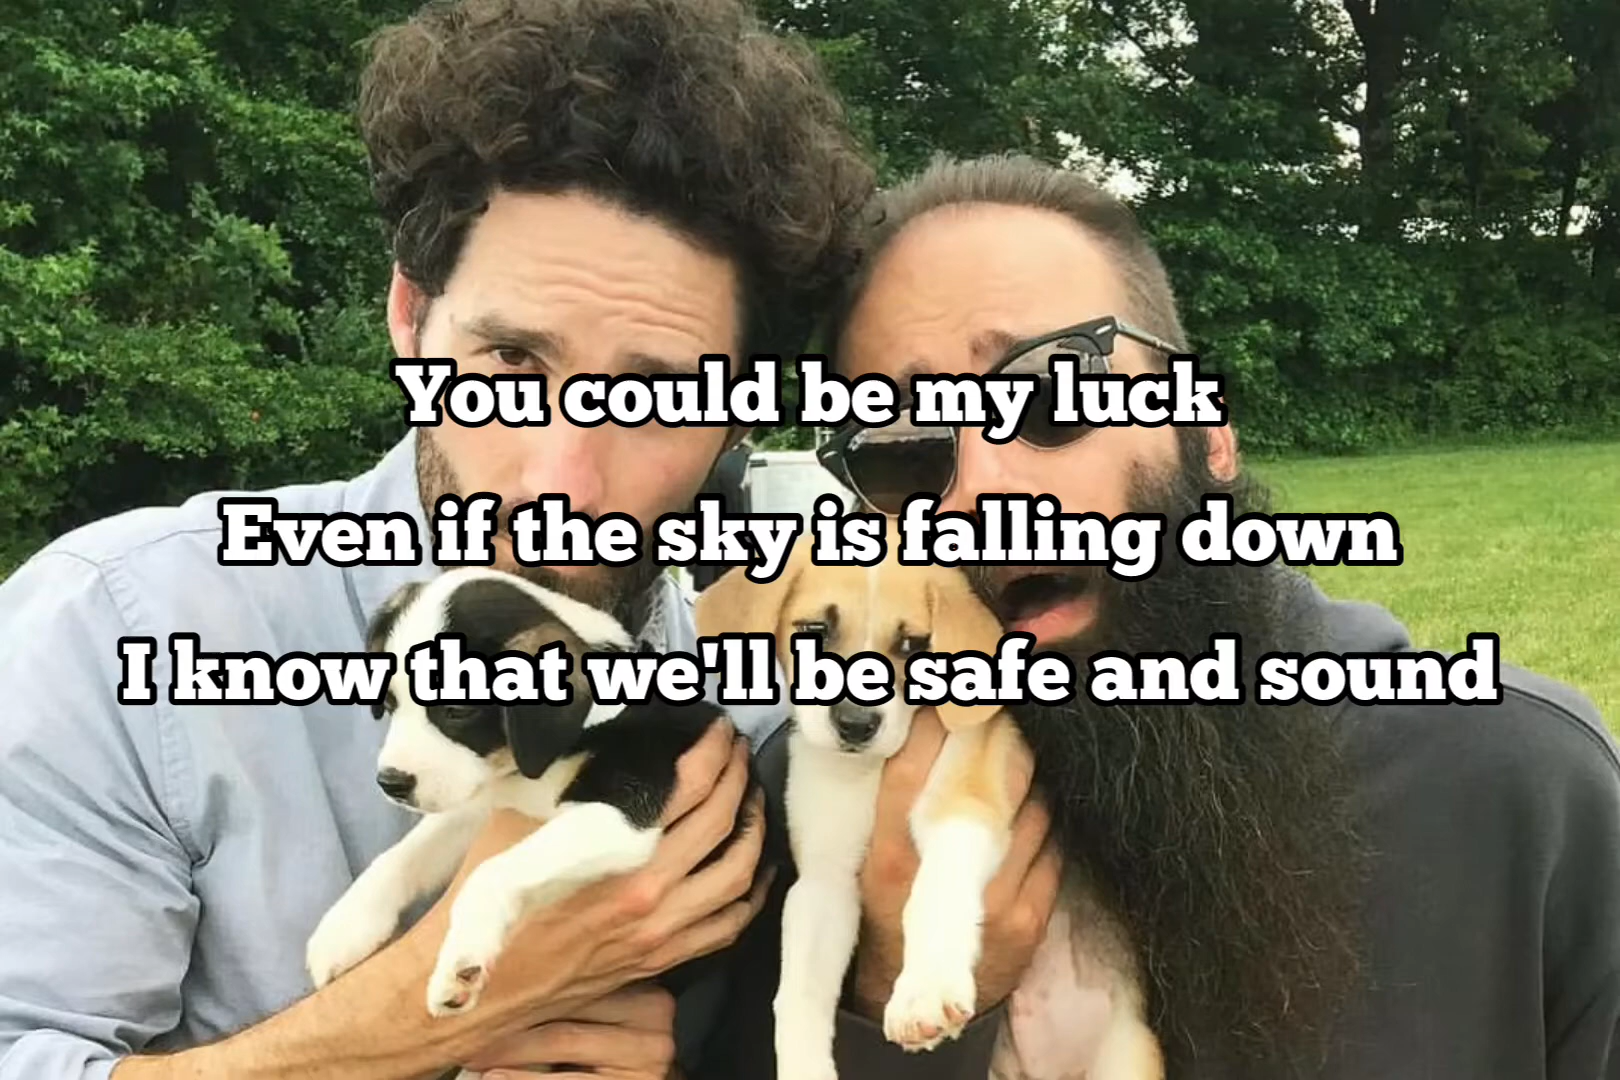 You could be my luck
Even if the sky is falling down
I know that we'll be safe and sound